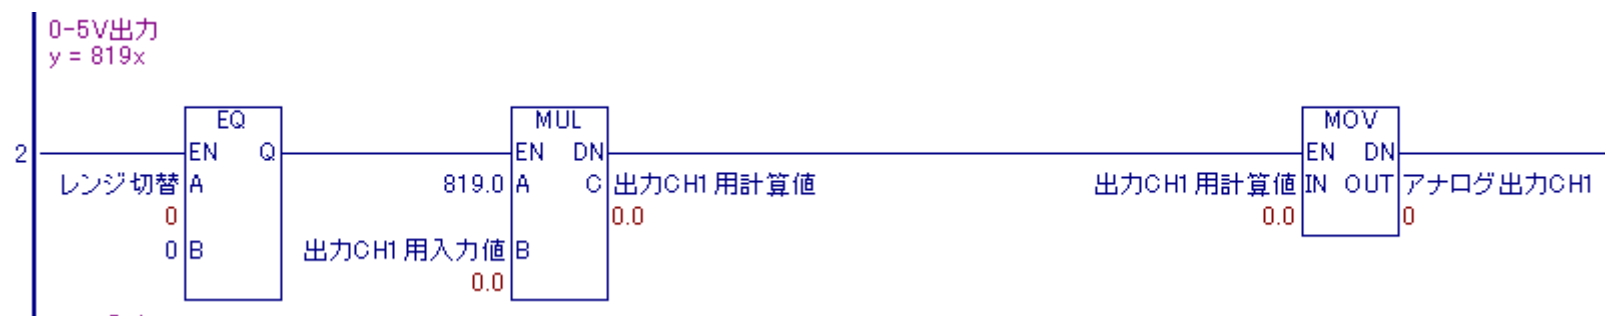 0-5V出力
y = 819x
EQ MUL MOV
2 EN Q EN DN EN DN
レンジ切替 A 819.0 A C 出力CH1用計算値 出力CH1用計算値 IN OUT アナログ出力CH1
0 0.0 0.0 0
0 B 出力CH1用入力値 B
0.0